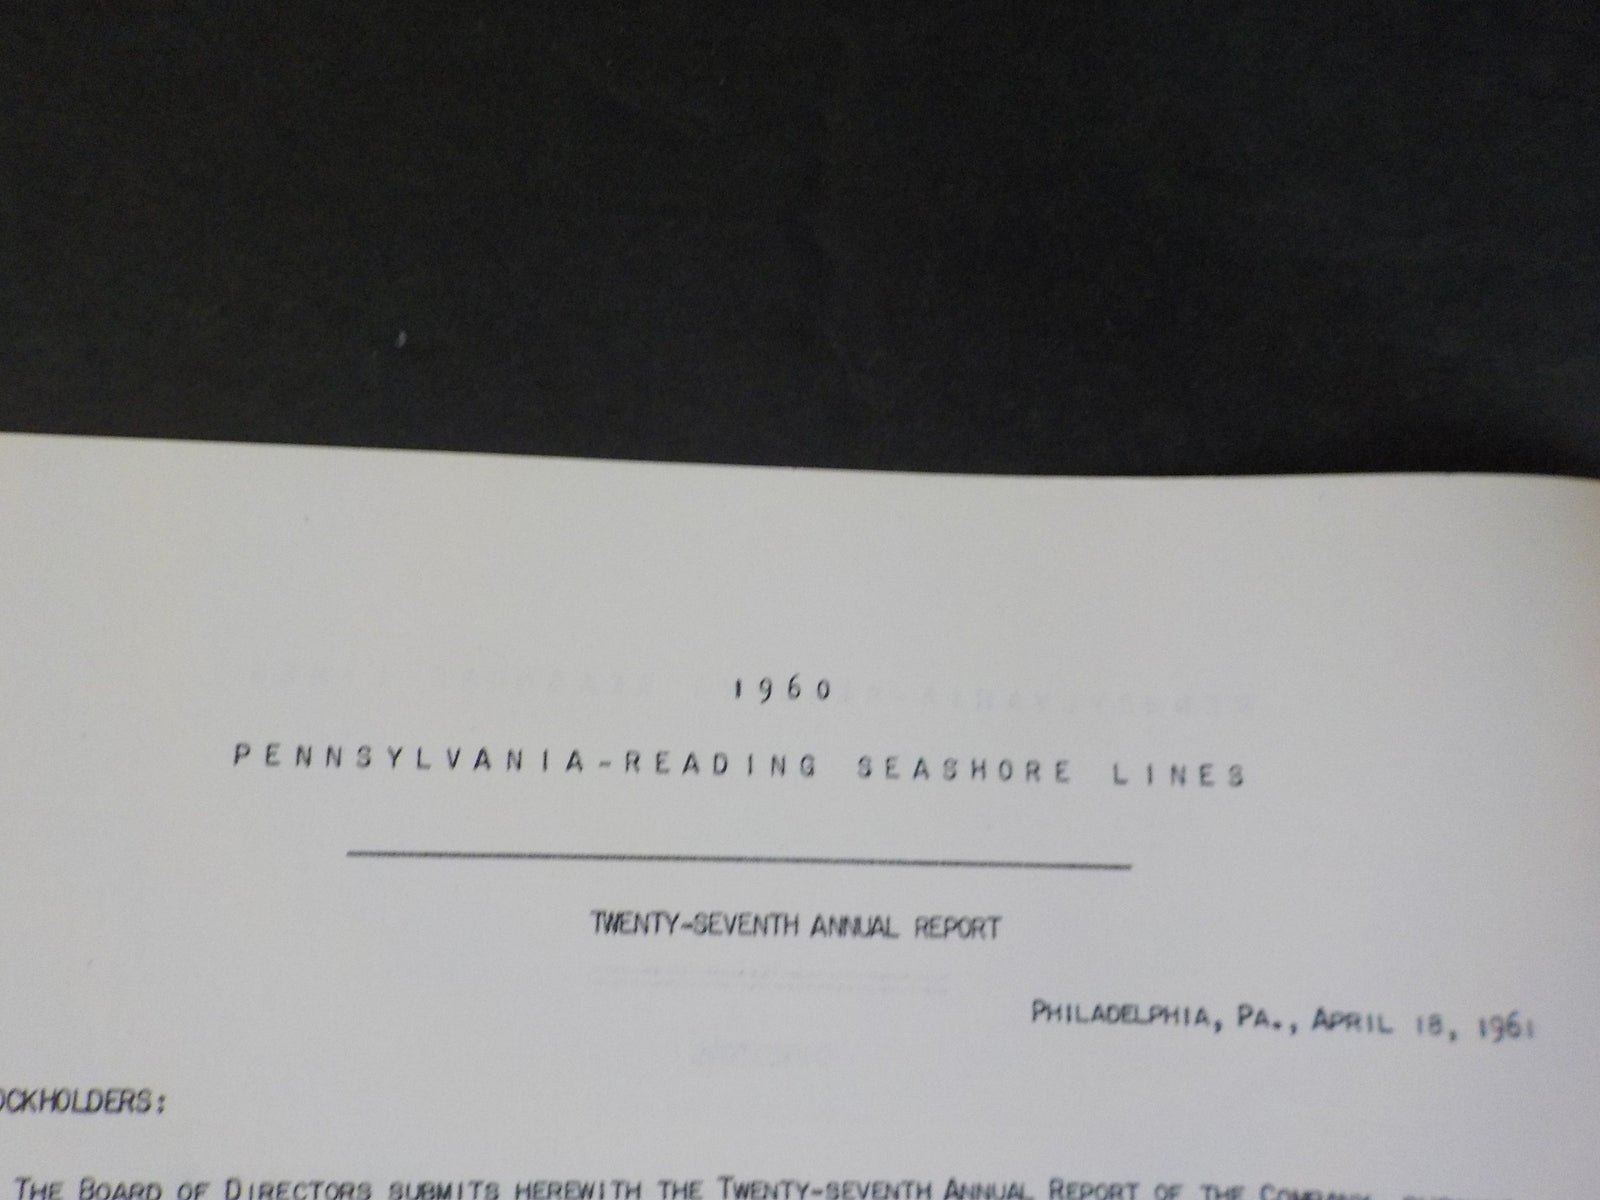 1960
PENNSYLVANIA-READING SEASHORE LINES
TWENTY-SEVENTH ANNUAL REPORT
PHILADELPHIA, PA., APRIL 18, 1961
OCKHOLDERS:
THE BOARD OF DIRECTORS SUBMITS HEREWITH THE TWENTY-SEVENTH ANNUAL REPORT OF THE COMPANY,